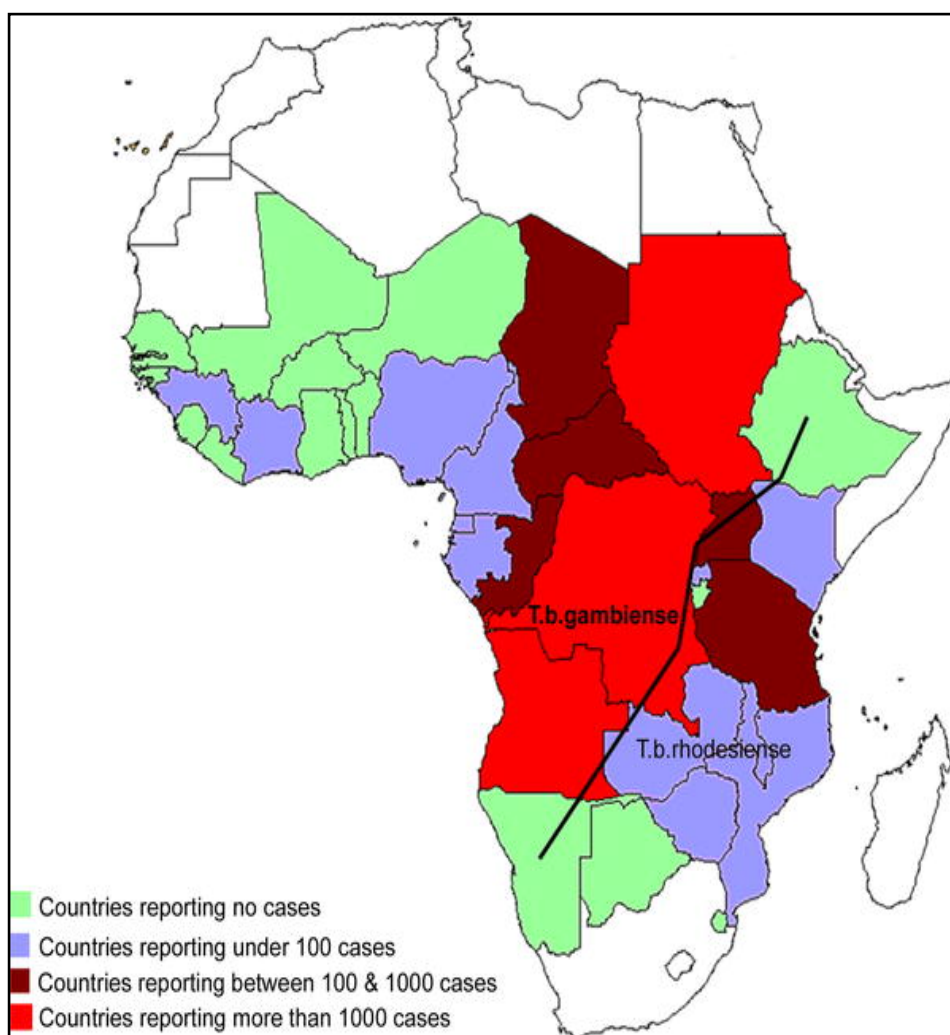 T.b.gambiense
T.b.rhodesiense
Countries reporting no cases
Countries reporting under 100 cases
Countries reporting between 100 & 1000 cases
Countries reporting more than 1000 cases